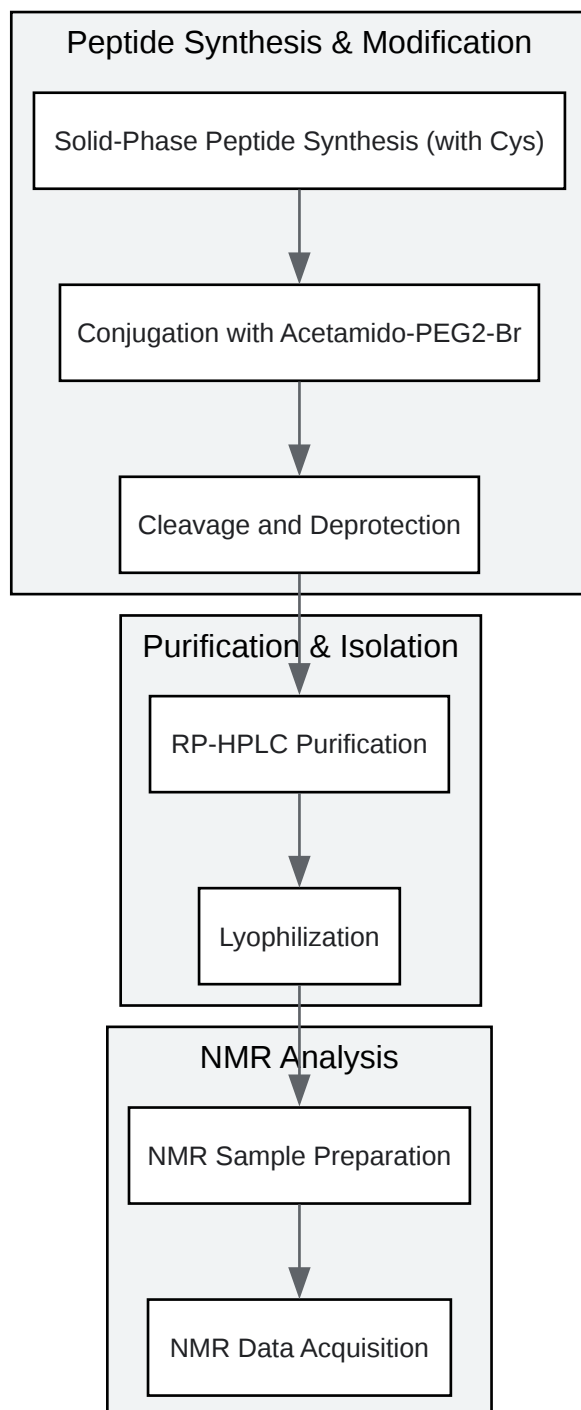 Peptide Synthesis & Modification
Solid-Phase Peptide Synthesis (with Cys)
Conjugation with Acetamido-PEG2-Br
Cleavage and Deprotection
Purification & Isolation
RP-HPLC Purification
Lyophilization
NMR Analysis
NMR Sample Preparation
NMR Data Acquisition